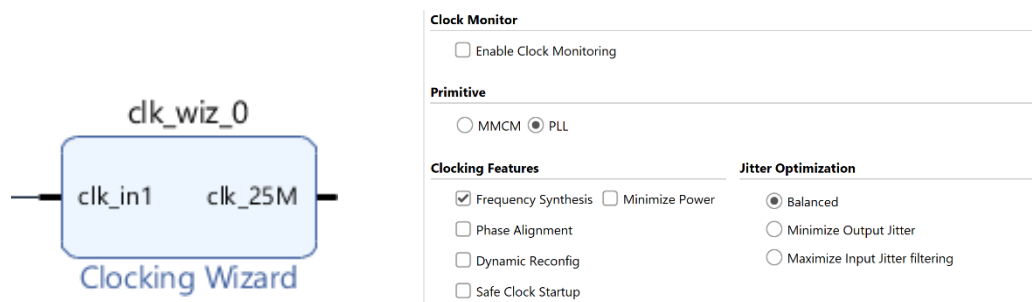 clk_wiz_0
clk_in1 clk_25M
Clocking Wizard
Clock Monitor
Enable Clock Monitoring
Primitive
MMCM PLL
Clocking Features
Frequency Synthesis Minimize Power
Phase Alignment
Dynamic Reconfig
Safe Clock Startup
Jitter Optimization
Balanced
Minimize Output Jitter
Maximize Input Jitter filtering